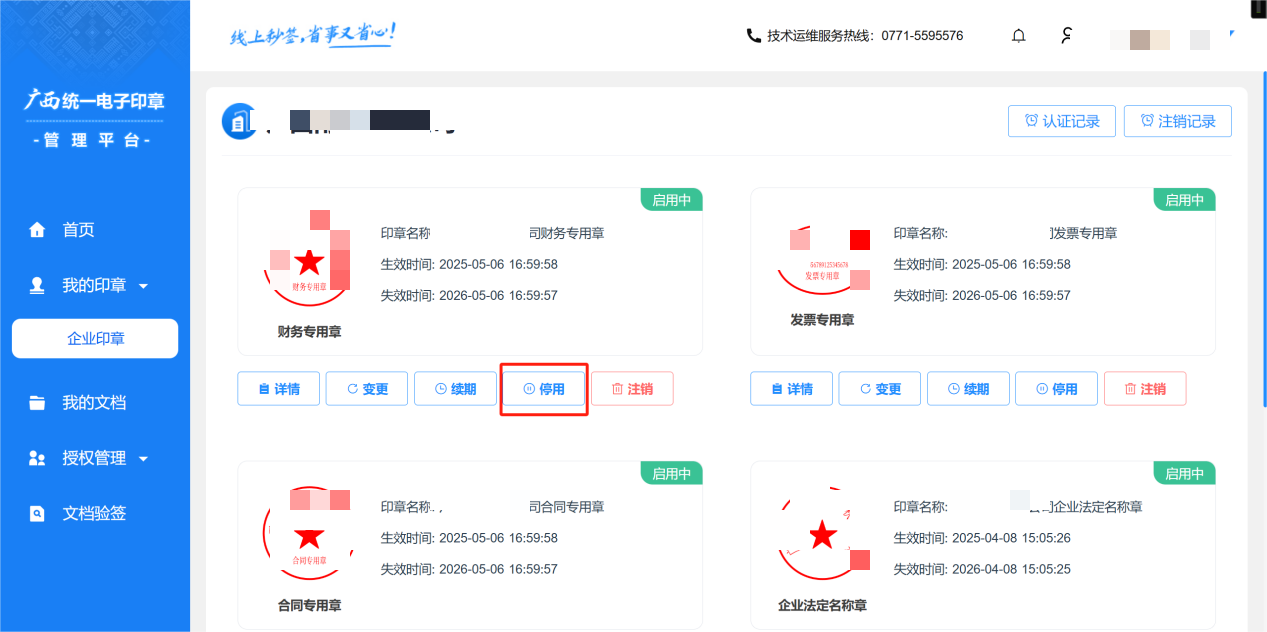 线上秒签,省事又省心!
技术运维服务热线：0771-5595576
广西统一电子印章
-管理平台-
首页
我的印章
企业印章
我的文档
授权管理
文档验签
认证记录
注销记录
启用中
印章名称 司财务专用章
生效时间: 2025-05-06 16:59:58
失效时间: 2026-05-06 16:59:57
财务专用章
财务专用章
详情 变更 续期 停用 注销
启用中
印章名称: 发票专用章
生效时间: 2025-05-06 16:59:58
失效时间: 2026-05-06 16:59:57
发票专用章
发票专用章
详情 变更 续期 停用 注销
启用中
印章名称 司合同专用章
生效时间: 2025-05-06 16:59:58
失效时间: 2026-05-06 16:59:57
合同专用章
合同专用章
启用中
印章名称: 司企业法定名称章
生效时间: 2025-04-08 15:05:26
失效时间: 2026-04-08 15:05:25
企业法定名称章